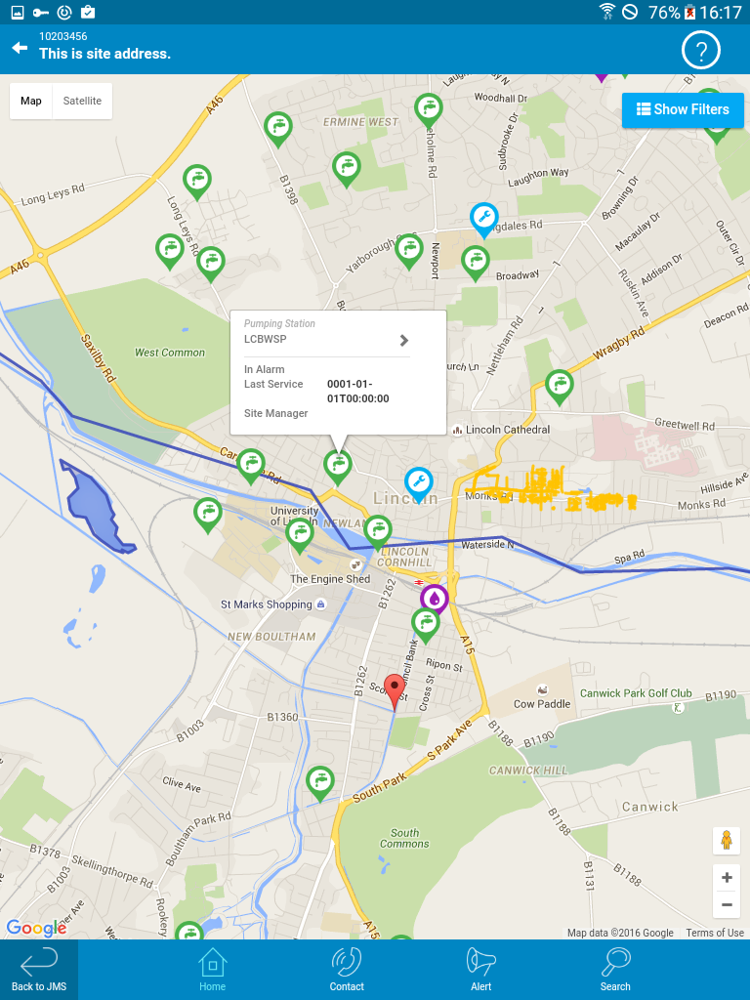 76% 16:17
10203456
This is site address.
?
Map Satellite
Show Filters
A46
ERMINE WEST
Woodhall Dr
Sudbrooke Dr
Laughton Way
Browning Dr
Macaulay Dr
Outer Cir Dr
Addison Dr
Ruskin Ave
Deacon Rd
Long Leys Rd
Long Leys Rd
B1398
Newport
Broadway
A46
Nettleham Rd
Wragby Rd
1
1
1
West Common
Saxilby Rd
Pumping Station
LCBWSP
In Alarm
Last Service 0001-01-
01T00:00:00
Site Manager
Lincoln Cathedral
Greetwell Rd
Hillside Ave
Lincoln
Monks Rd
Monks Rd
University
of Lincoln
LINCOLN
CORNHILL
Waterside N
Spa Rd
The Engine Shed
B1262
St Marks Shopping
NEW BOULTHAM
A15
Ripon St
Cross St
B1262
Cow Paddle
Canwick Park Golf Club
B1190
B1003
B1360
B1188
B1190
S Park Ave
CANWICK HILL
South Park
Clive Ave
Boultham Park Rd
Canwick
B1188
South
Commons
B1378
Skellingthorpe Rd
B1003
B1131
B1188
Rookery
A15
Google
Map data ©2016 Google Terms of Use
Back to JMS Home Contact Alert Search